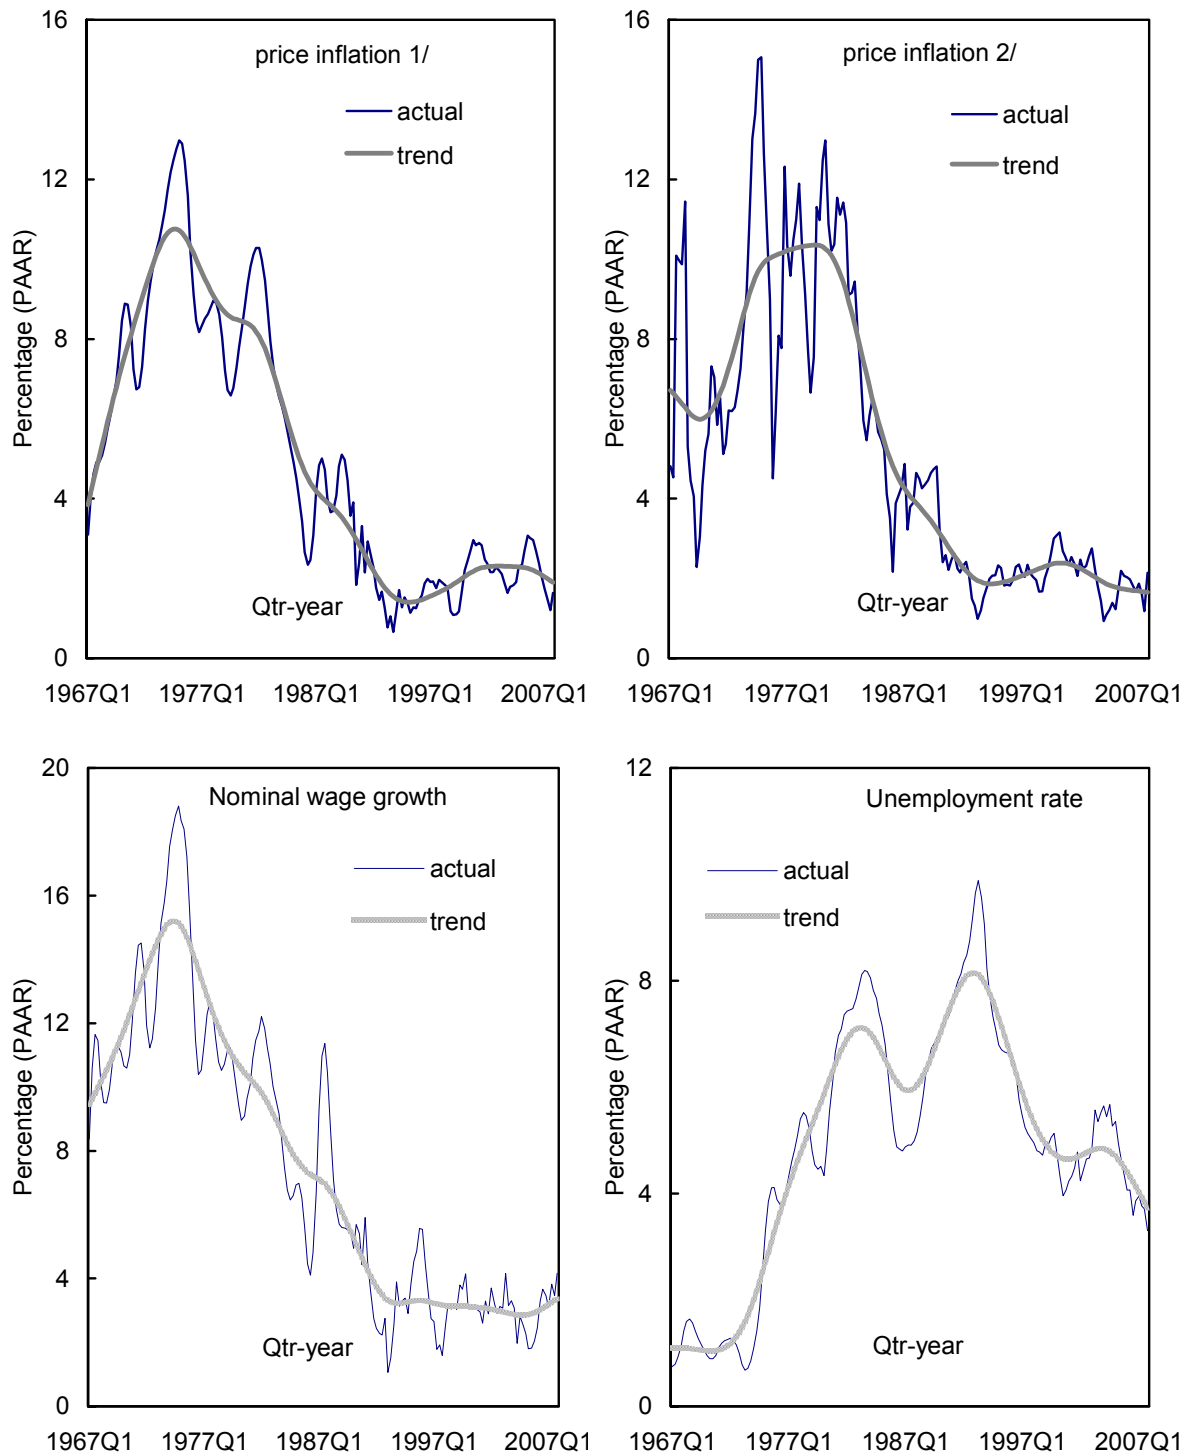 price inflation 1/
actual
trend
Percentage (PAAR)
16
12
8
4
0
Qtr-year
1967Q1 1977Q1 1987Q1 1997Q1 2007Q1
price inflation 2/
actual
trend
Percentage (PAAR)
16
12
8
4
0
Qtr-year
1967Q1 1977Q1 1987Q1 1997Q1 2007Q1
Nominal wage growth
actual
trend
Percentage (PAAR)
20
16
12
8
4
0
Qtr-year
1967Q1 1977Q1 1987Q1 1997Q1 2007Q1
Unemployment rate
actual
trend
Percentage (PAAR)
12
8
4
0
Qtr-year
1967Q1 1977Q1 1987Q1 1997Q1 2007Q1